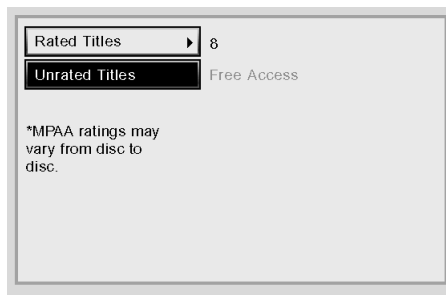 Rated Titles 8
Unrated Titles Free Access
*MPAA ratings may
vary from disc to
disc.